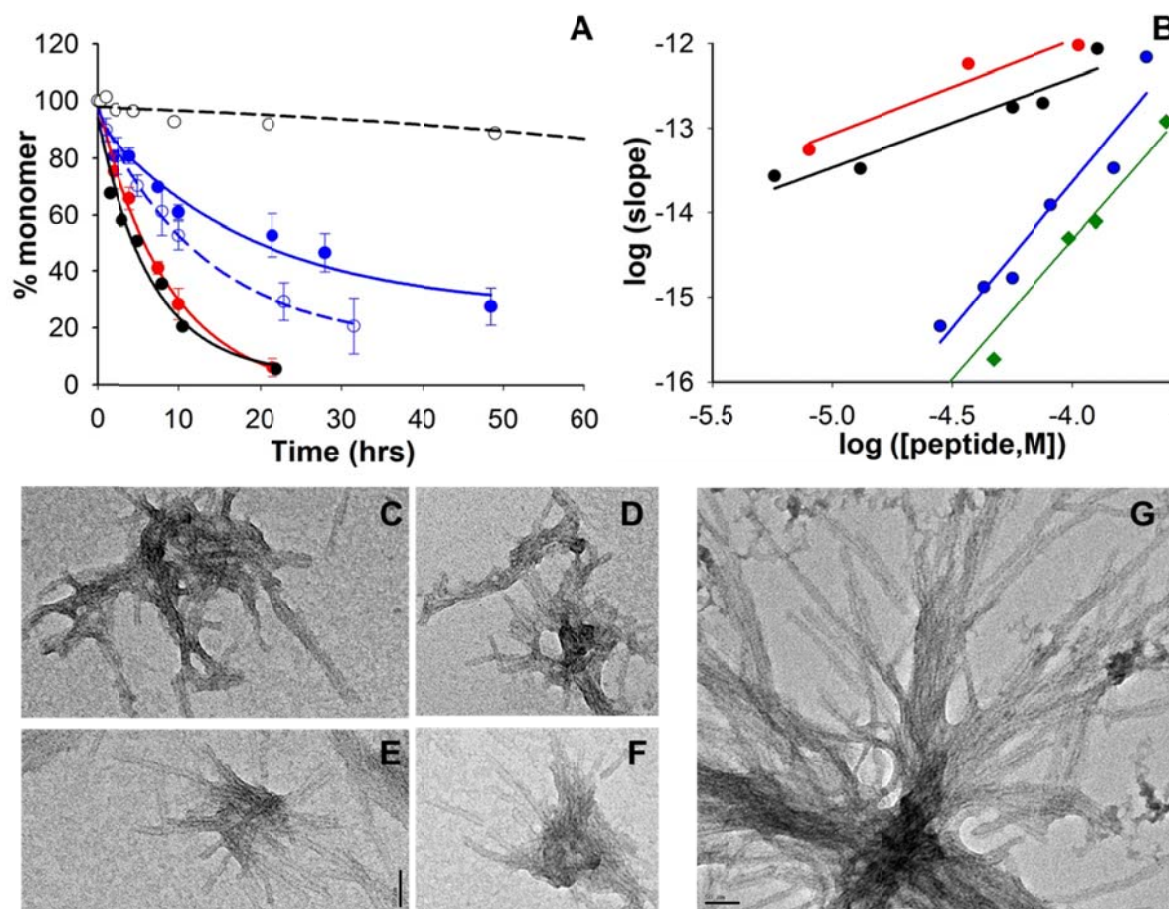 A
120
100
80
60
40
20
0
% monomer
0 10 20 30 40 50 60
Time (hrs)
B
-12
-13
-14
-15
-16
log (slope)
-5.5 -5.0 -4.5 -4.0
log ([peptide,M])
C
D
G
E
F